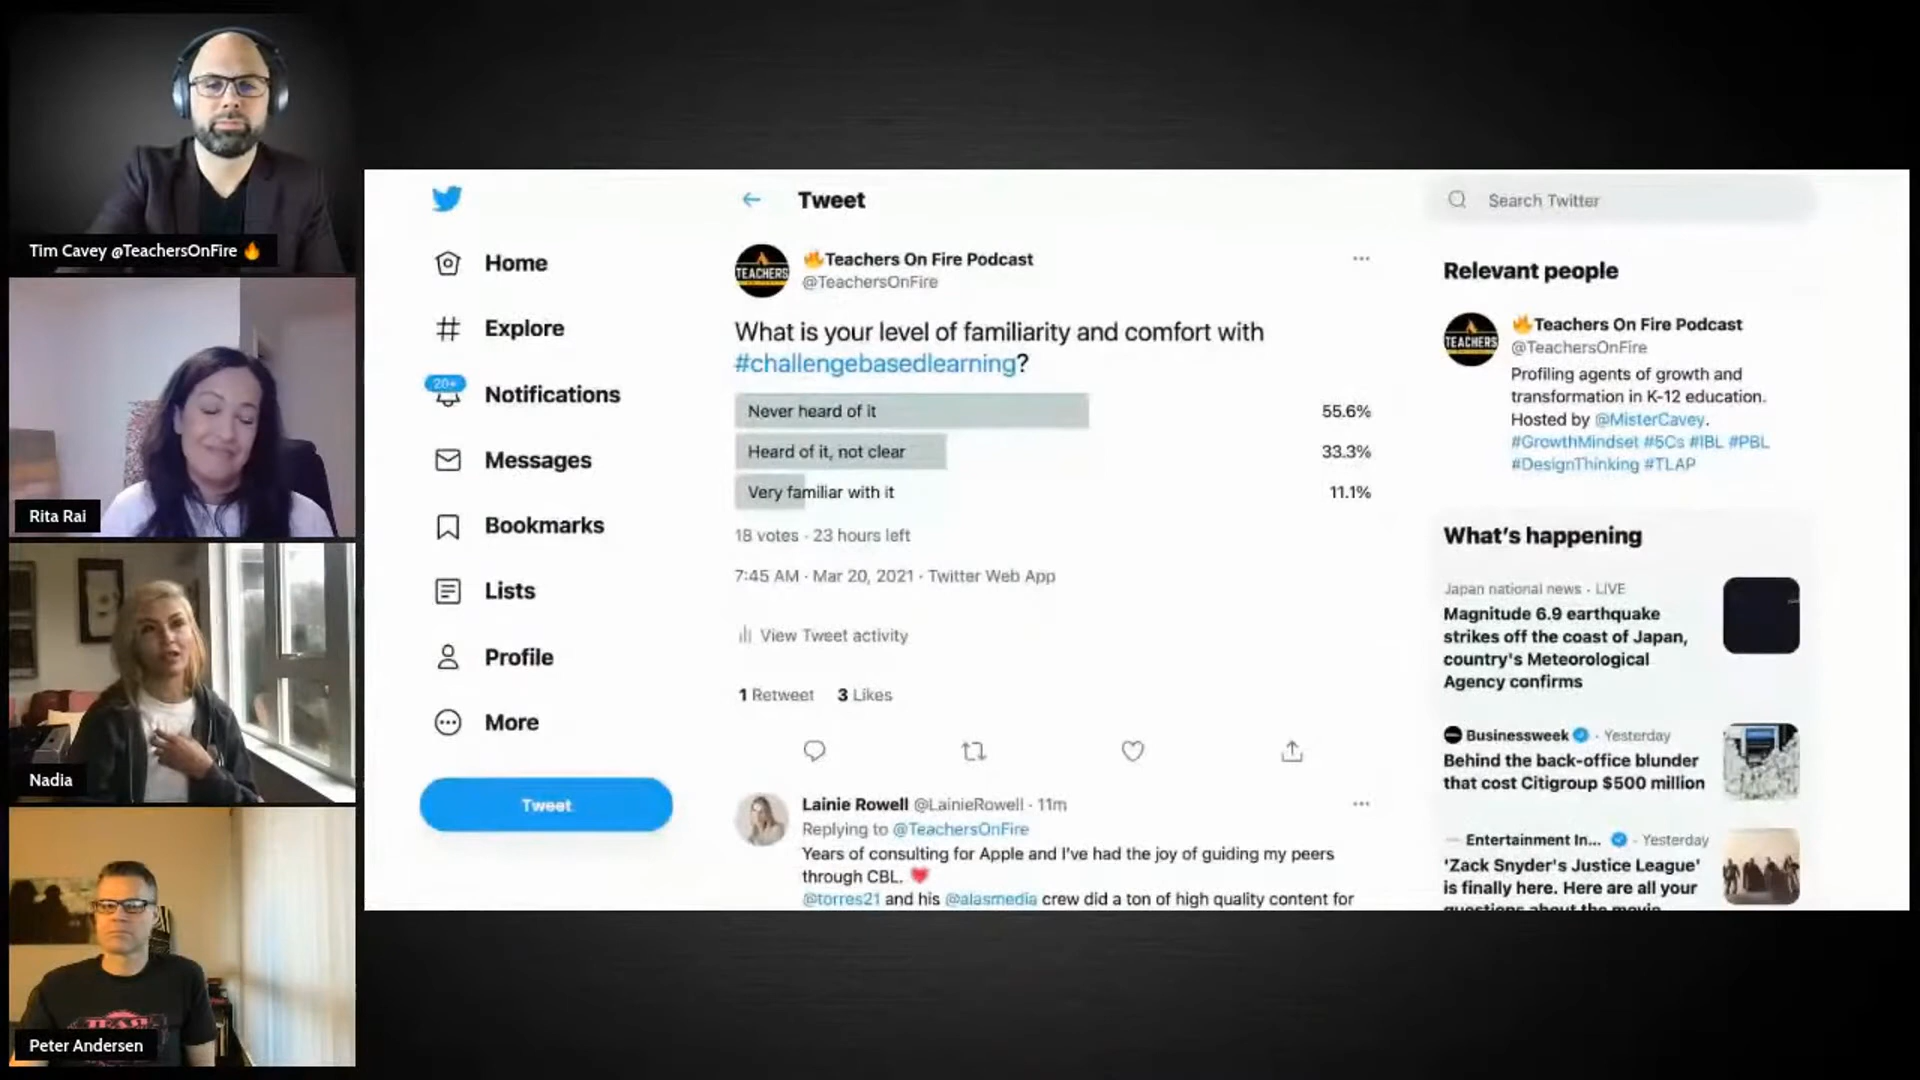 Tim Cavey @TeachersOnFire 🔥
Rita Rai
Nadia
Peter Andersen
Home
Explore
20+
Notifications
Messages
Bookmarks
Lists
Profile
More
Tweet
Tweet
TEACHERS
🔥Teachers On Fire Podcast
@TeachersOnFire
What is your level of familiarity and comfort with
#challengebasedlearning?
Never heard of it 55.6%
Heard of it, not clear 33.3%
Very familiar with it 11.1%
18 votes · 23 hours left
7:45 AM · Mar 20, 2021 · Twitter Web App
View Tweet activity
1 Retweet 3 Likes
Lainie Rowell @LainieRowell · 11m
Replying to @TeachersOnFire
Years of consulting for Apple and I've had the joy of guiding my peers
through CBL. ❤️
@torres21 and his @alasmedia crew did a ton of high quality content for
Search Twitter
Relevant people
TEACHERS
🔥Teachers On Fire Podcast
@TeachersOnFire
Profiling agents of growth and
transformation in K-12 education.
Hosted by @MisterCavey.
#GrowthMindset #6Cs #IBL #PBL
#DesignThinking #TLAP
What's happening
Japan national news · LIVE
Magnitude 6.9 earthquake
strikes off the coast of Japan,
country's Meteorological
Agency confirms
Businessweek · Yesterday
Behind the back-office blunder
that cost Citigroup $500 million
Entertainment In... · Yesterday
'Zack Snyder's Justice League'
is finally here. Here are all your
questions about the movie